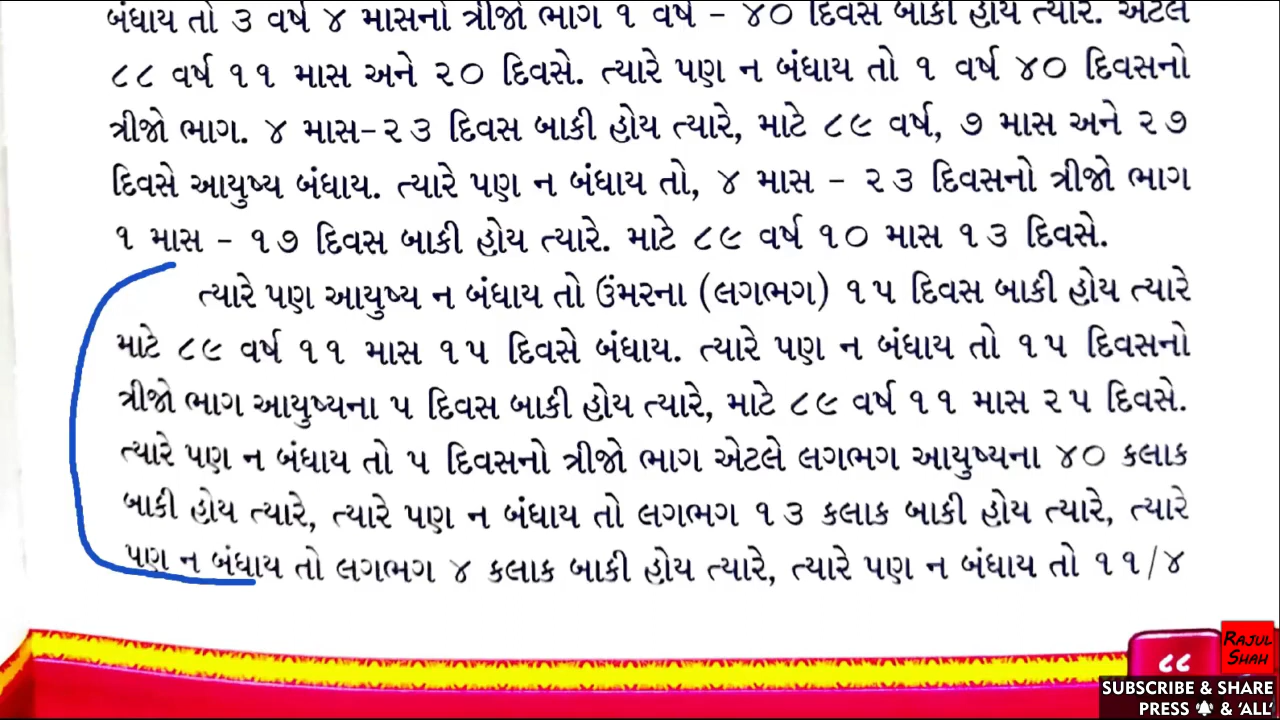 બંધાય તો ૩ વર્ષ ૪ માસનો ત્રીજો ભાગ ૧ વર્ષ - ૪૦ દિવસ બાકી હોય ત્યારે. એટલે
૮૮ વર્ષ ૧૧ માસ અને ૨૦ દિવસે. ત્યારે પણ ન બંધાય તો ૧ વર્ષ ૪૦ દિવસનો
ત્રીજો ભાગ. ૪ માસ-૨૩ દિવસ બાકી હોય ત્યારે, માટે ૮૯ વર્ષ, ૭ માસ અને ૨૭
દિવસે આયુષ્ય બંધાય. ત્યારે પણ ન બંધાય તો, ૪ માસ - ૨૩ દિવસનો ત્રીજો ભાગ
૧ માસ - ૧૭ દિવસ બાકી હોય ત્યારે. માટે ૮૯ વર્ષ ૧૦ માસ ૧૩ દિવસે.
ત્યારે પણ આયુષ્ય ન બંધાય તો ઉંમરના (લગભગ) ૧૫ દિવસ બાકી હોય ત્યારે
માટે ૮૯ વર્ષ ૧૧ માસ ૧૫ દિવસે બંધાય. ત્યારે પણ ન બંધાય તો ૧૫ દિવસનો
ત્રીજો ભાગ આયુષ્યના ૫ દિવસ બાકી હોય ત્યારે, માટે ૮૯ વર્ષ ૧૧ માસ ૨૫ દિવસે.
ત્યારે પણ ન બંધાય તો ૫ દિવસનો ત્રીજો ભાગ એટલે લગભગ આયુષ્યના ૪૦ કલાક
બાકી હોય ત્યારે, ત્યારે પણ ન બંધાય તો લગભગ ૧૩ કલાક બાકી હોય ત્યારે, ત્યારે
પણ ન બંધાય તો લગભગ ૪ કલાક બાકી હોય ત્યારે, ત્યારે પણ ન બંધાય તો ૧૧/૪
૮૮
RAJUL
SHAH
SUBSCRIBE & SHARE
PRESS & 'ALL'